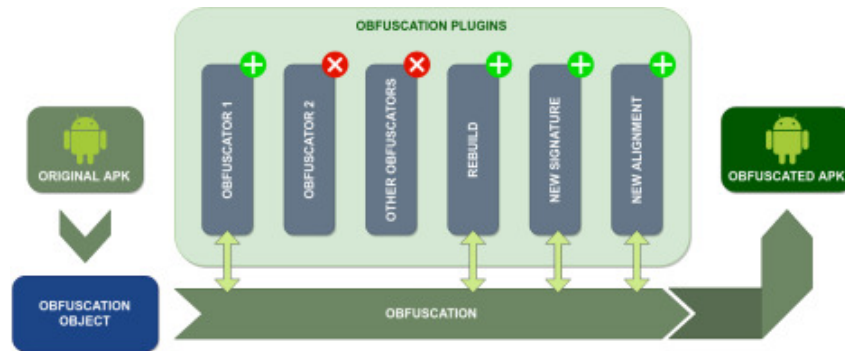 OBFUSCATION PLUGINS
OBFUSCATOR 1
OBFUSCATOR 2
OTHER OBFUSCATORS
REBUILD
NEW SIGNATURE
NEW ALIGNMENT
ORIGINAL APK
OBFUSCATED APK
OBFUSCATION
OBJECT
OBFUSCATION